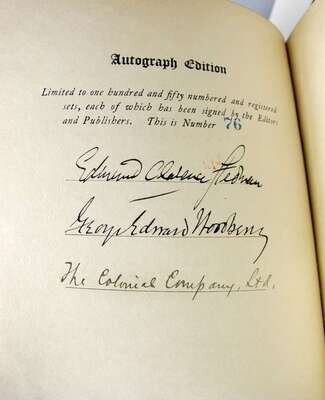 Autograph Edition
Limited to one hundred and fifty numbered and registered
sets, each of which has been signed by the Editors
and Publishers. This is Number 76
Edmund Clarence Stedman
George Edward Woodberry
The Colonial Company, Ltd.